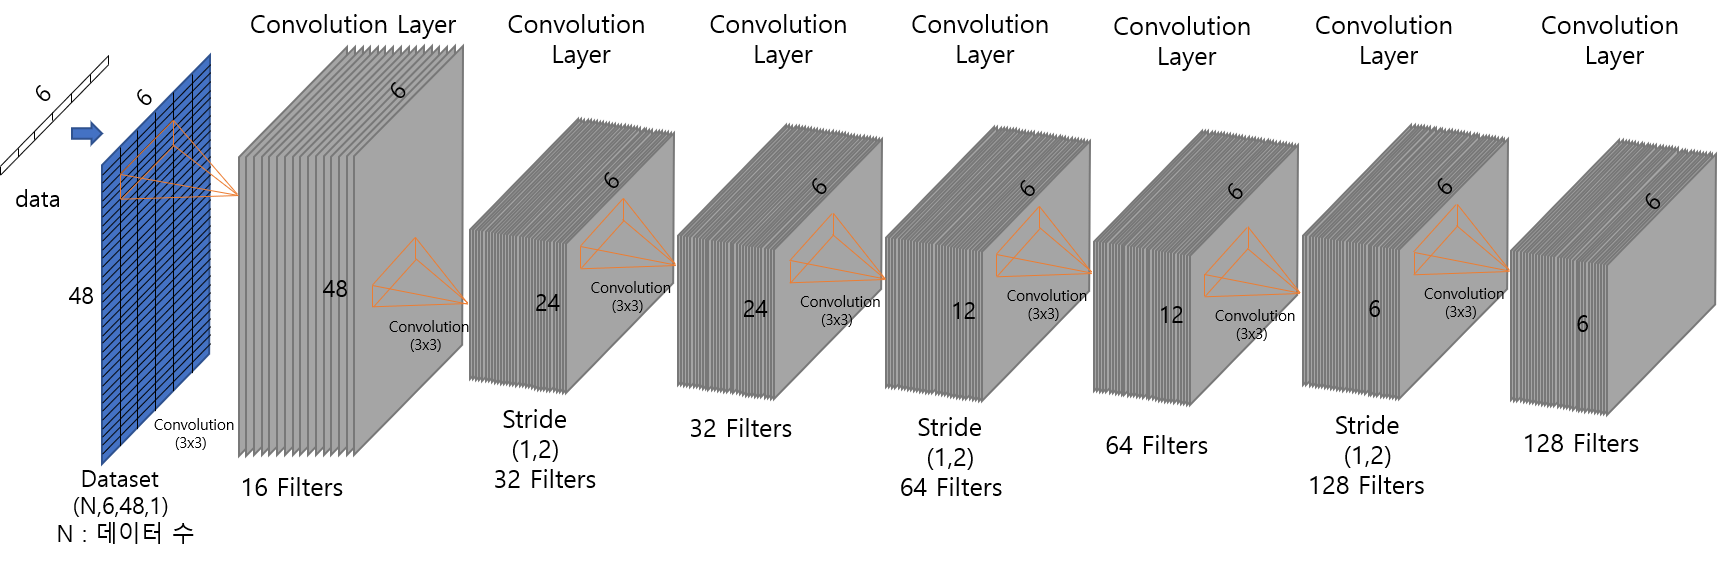 6
data
6
48
Convolution
(3x3)
Dataset
(N,6,48,1)
N : 데이터 수
Convolution Layer
6
48
Convolution
(3x3)
16 Filters
Convolution
Layer
6
24
Convolution
(3x3)
Stride
(1,2)
32 Filters
Convolution
Layer
6
24
Convolution
(3x3)
32 Filters
Convolution
Layer
6
12
Convolution
(3x3)
Stride
(1,2)
64 Filters
Convolution
Layer
6
12
Convolution
(3x3)
64 Filters
Convolution
Layer
6
6
Convolution
(3x3)
Stride
(1,2)
128 Filters
Convolution
Layer
6
6
128 Filters